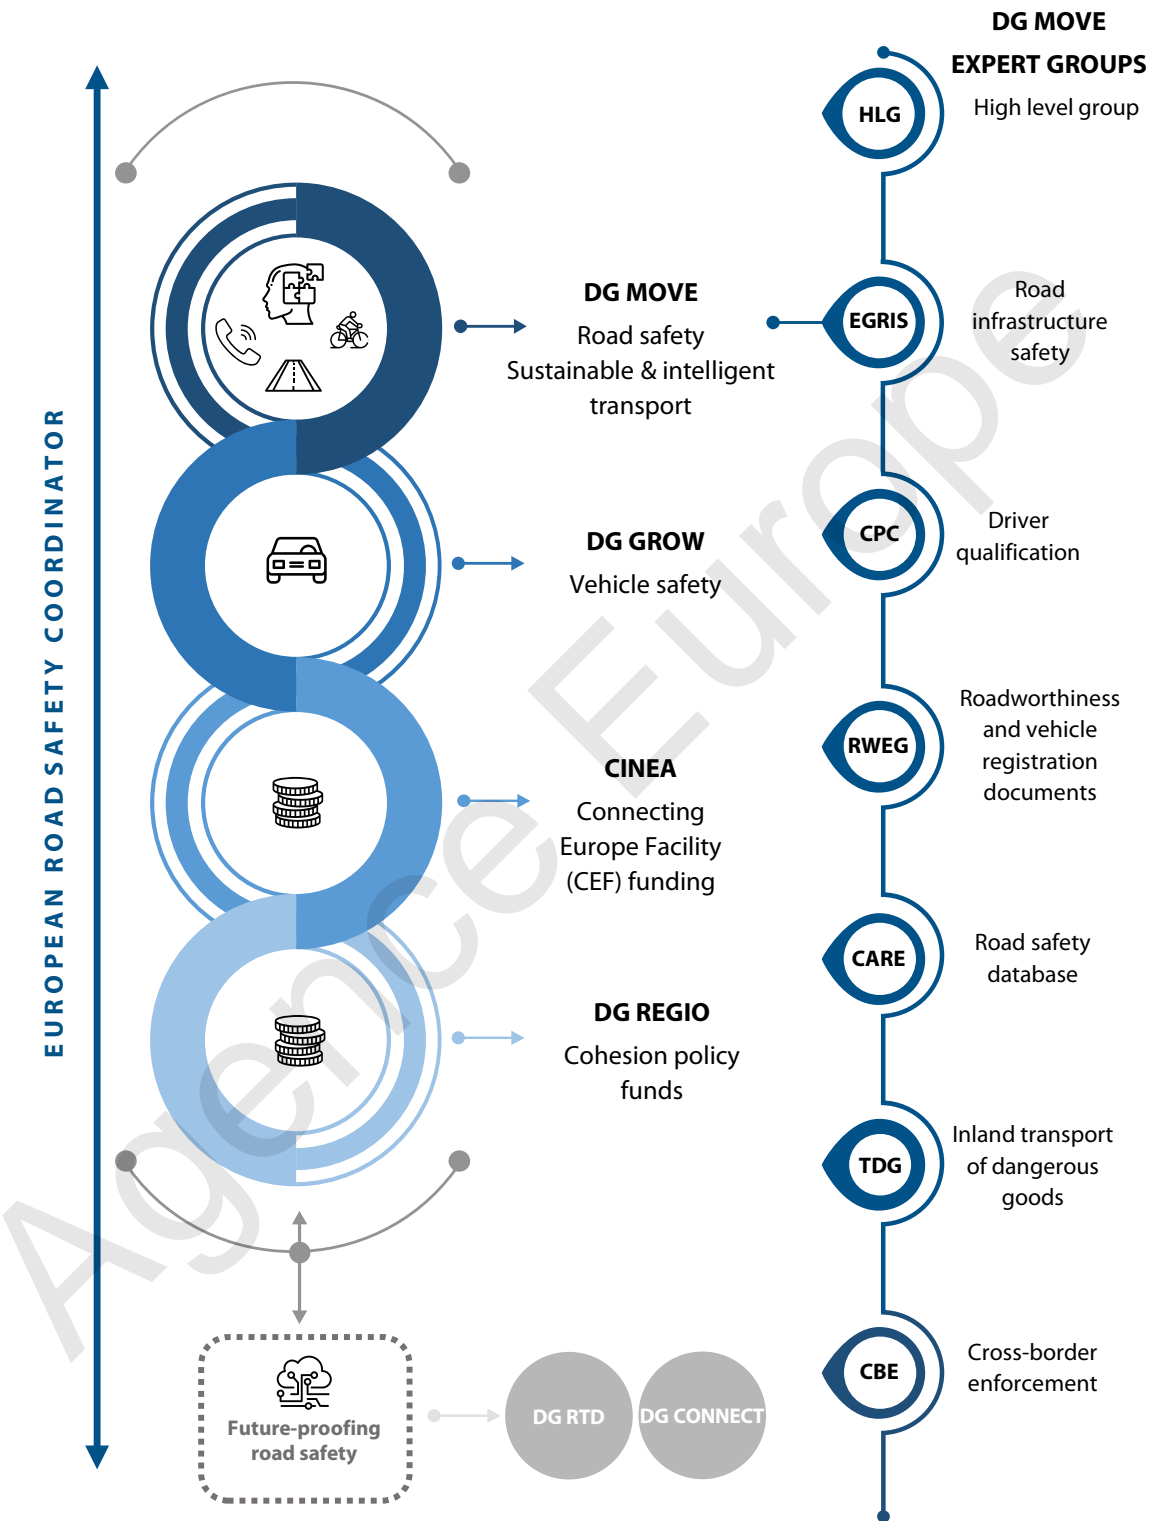 EUROPEAN ROAD SAFETY COORDINATOR
DG MOVE
Road safety
Sustainable & intelligent
transport
DG GROW
Vehicle safety
CINEA
Connecting
Europe Facility
(CEF) funding
DG REGIO
Cohesion policy
funds
Future-proofing
road safety
DG RTD
DG CONNECT
DG MOVE
EXPERT GROUPS
HLG
High level group
EGRIS
Road
infrastructure
safety
CPC
Driver
qualification
RWEG
Roadworthiness
and vehicle
registration
documents
CARE
Road safety
database
TDG
Inland transport
of dangerous
goods
CBE
Cross-border
enforcement
Agence Europe